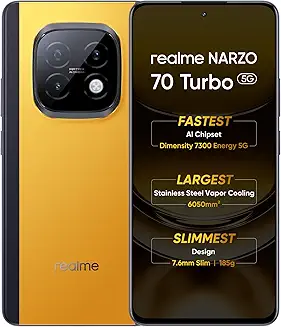 realme NARZO
70 Turbo 5G
FASTEST
AI Chipset
Dimensity 7300 Energy 5G
LARGEST
Stainless Steel Vapor Cooling
6050mm²
SLIMMEST
Design
7.6mm Slim | 185g
realme